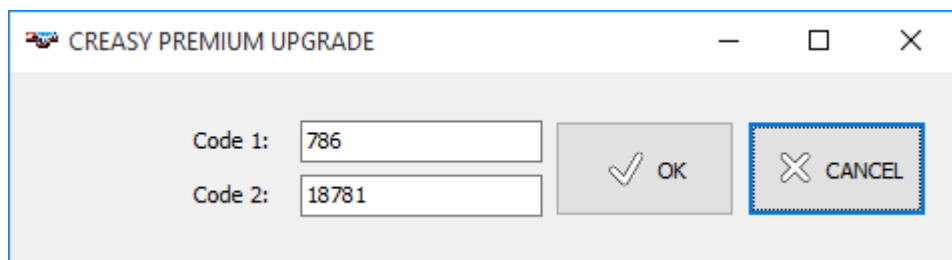 CREASY PREMIUM UPGRADE
Code 1: 786
Code 2: 18781
OK
CANCEL